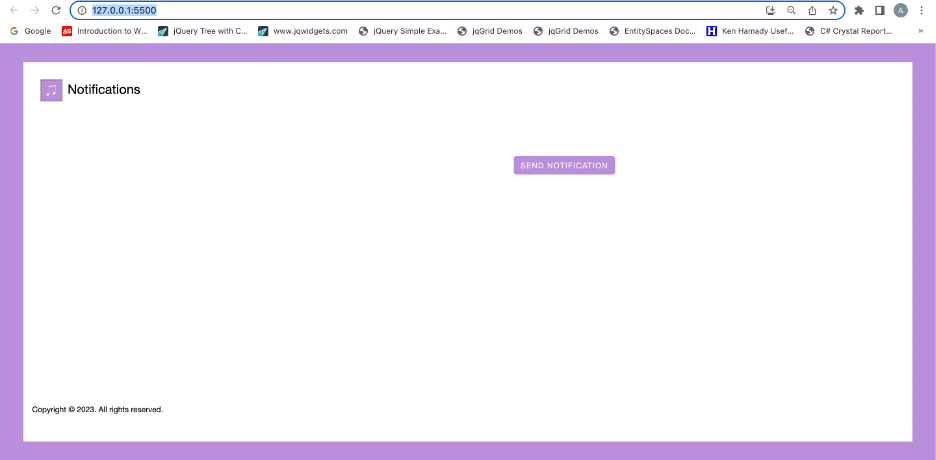 127.0.0.1:5500
A
Google Introduction to W... jQuery Tree with C... www.jqwidgets.com jQuery Simple Exa... jqGrid Demos jqGrid Demos EntitySpaces Doc... H Ken Hamady Usef... C# Crystal Report... »
Notifications
SEND NOTIFICATION
Copyright © 2023. All rights reserved.